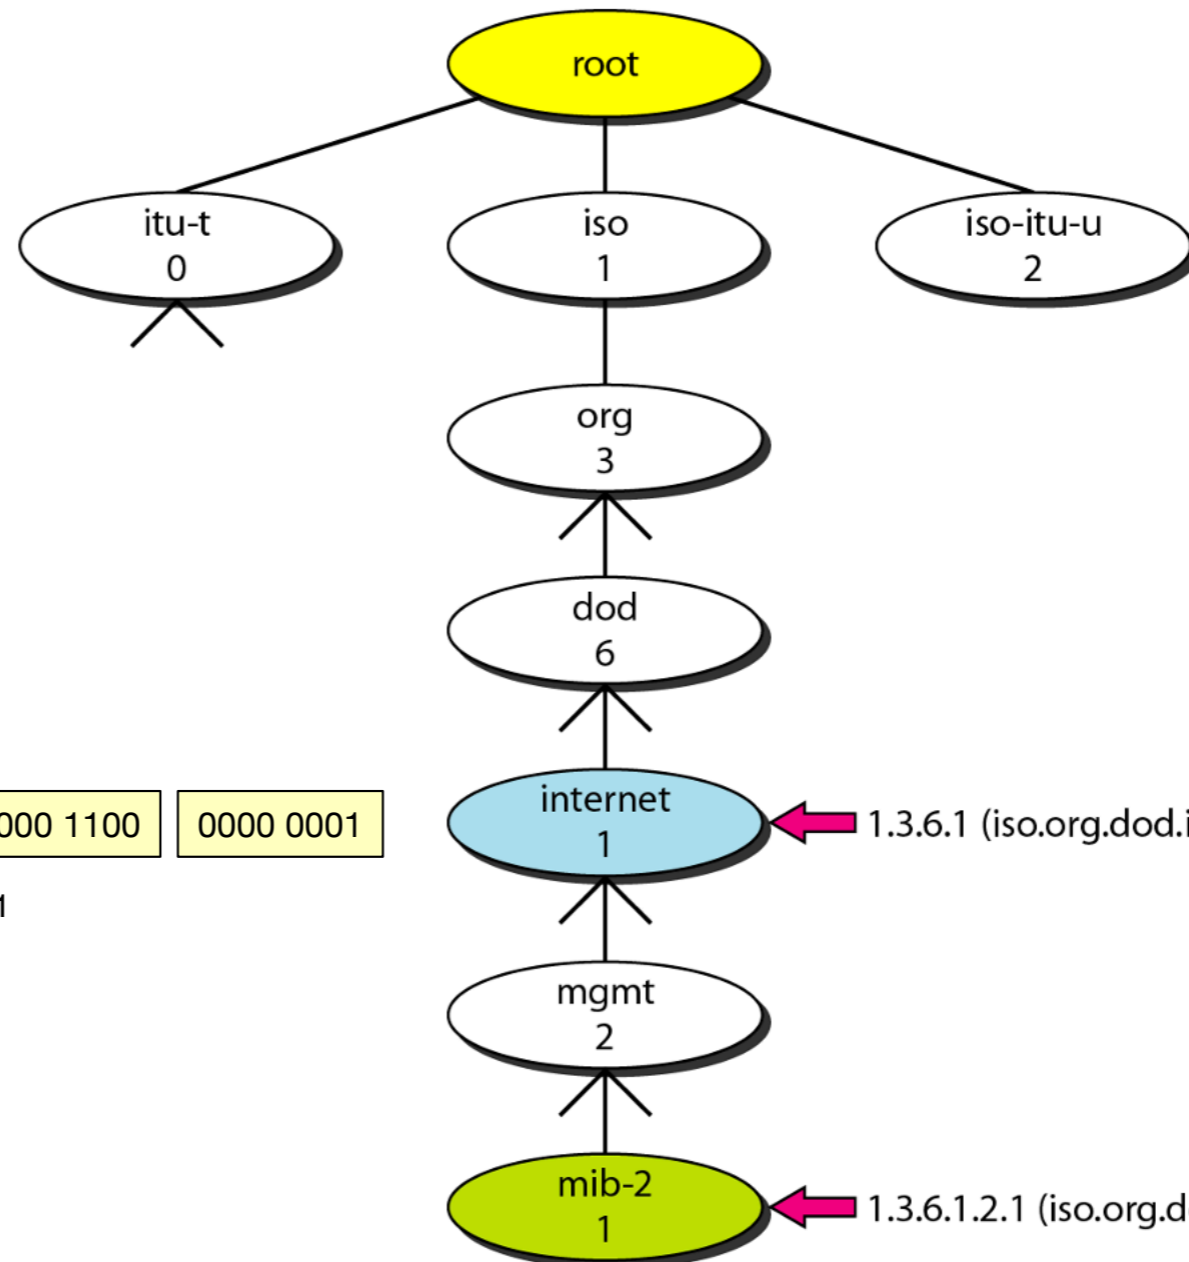 root
itu-t
0
iso
1
iso-itu-u
2
org
3
dod
6
internet
1
000 1100
0000 0001
1.3.6.1 (iso.org.dod.i
1
mgmt
2
mib-2
1
1.3.6.1.2.1 (iso.org.d